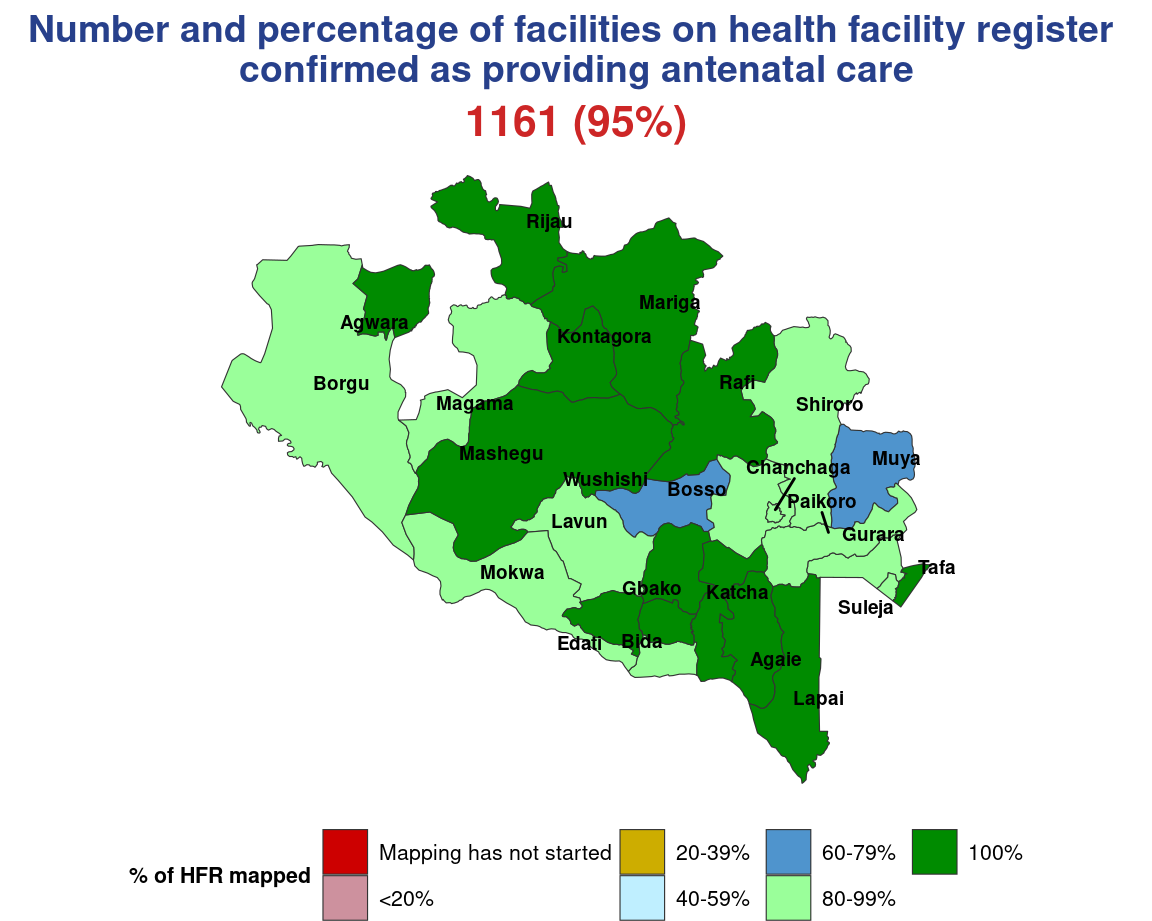 Number and percentage of facilities on health facility register
confirmed as providing antenatal care
1161 (95%)
Rijau
Mariga
Agwara
Kontagora
Borgu
Rafi
Magama
Shiroro
Mashegu
Muya
Chanchaga
Wushishi
Bosso
Paikoro
Lavun
Gurara
Mokwa
Tafa
Gbako
Katcha
Suleja
Edati
Bida
Agaie
Lapai
% of HFR mapped
Mapping has not started
<20%
20-39%
40-59%
60-79%
80-99%
100%